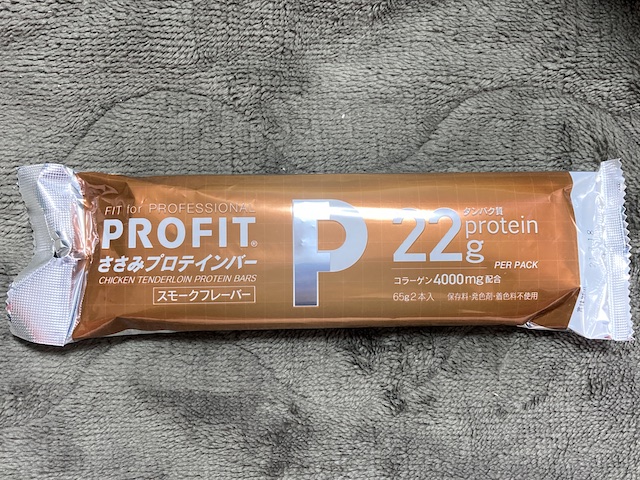 FIT for PROFESSIONAL
PROFIT®
ささみプロテインバー
CHICKEN TENDERLOIN PROTEIN BARS
スモークフレーバー
P
タンパク質
22g protein
PER PACK
コラーゲン4000mg配合
65g2本入 保存料・発色剤・着色料不使用